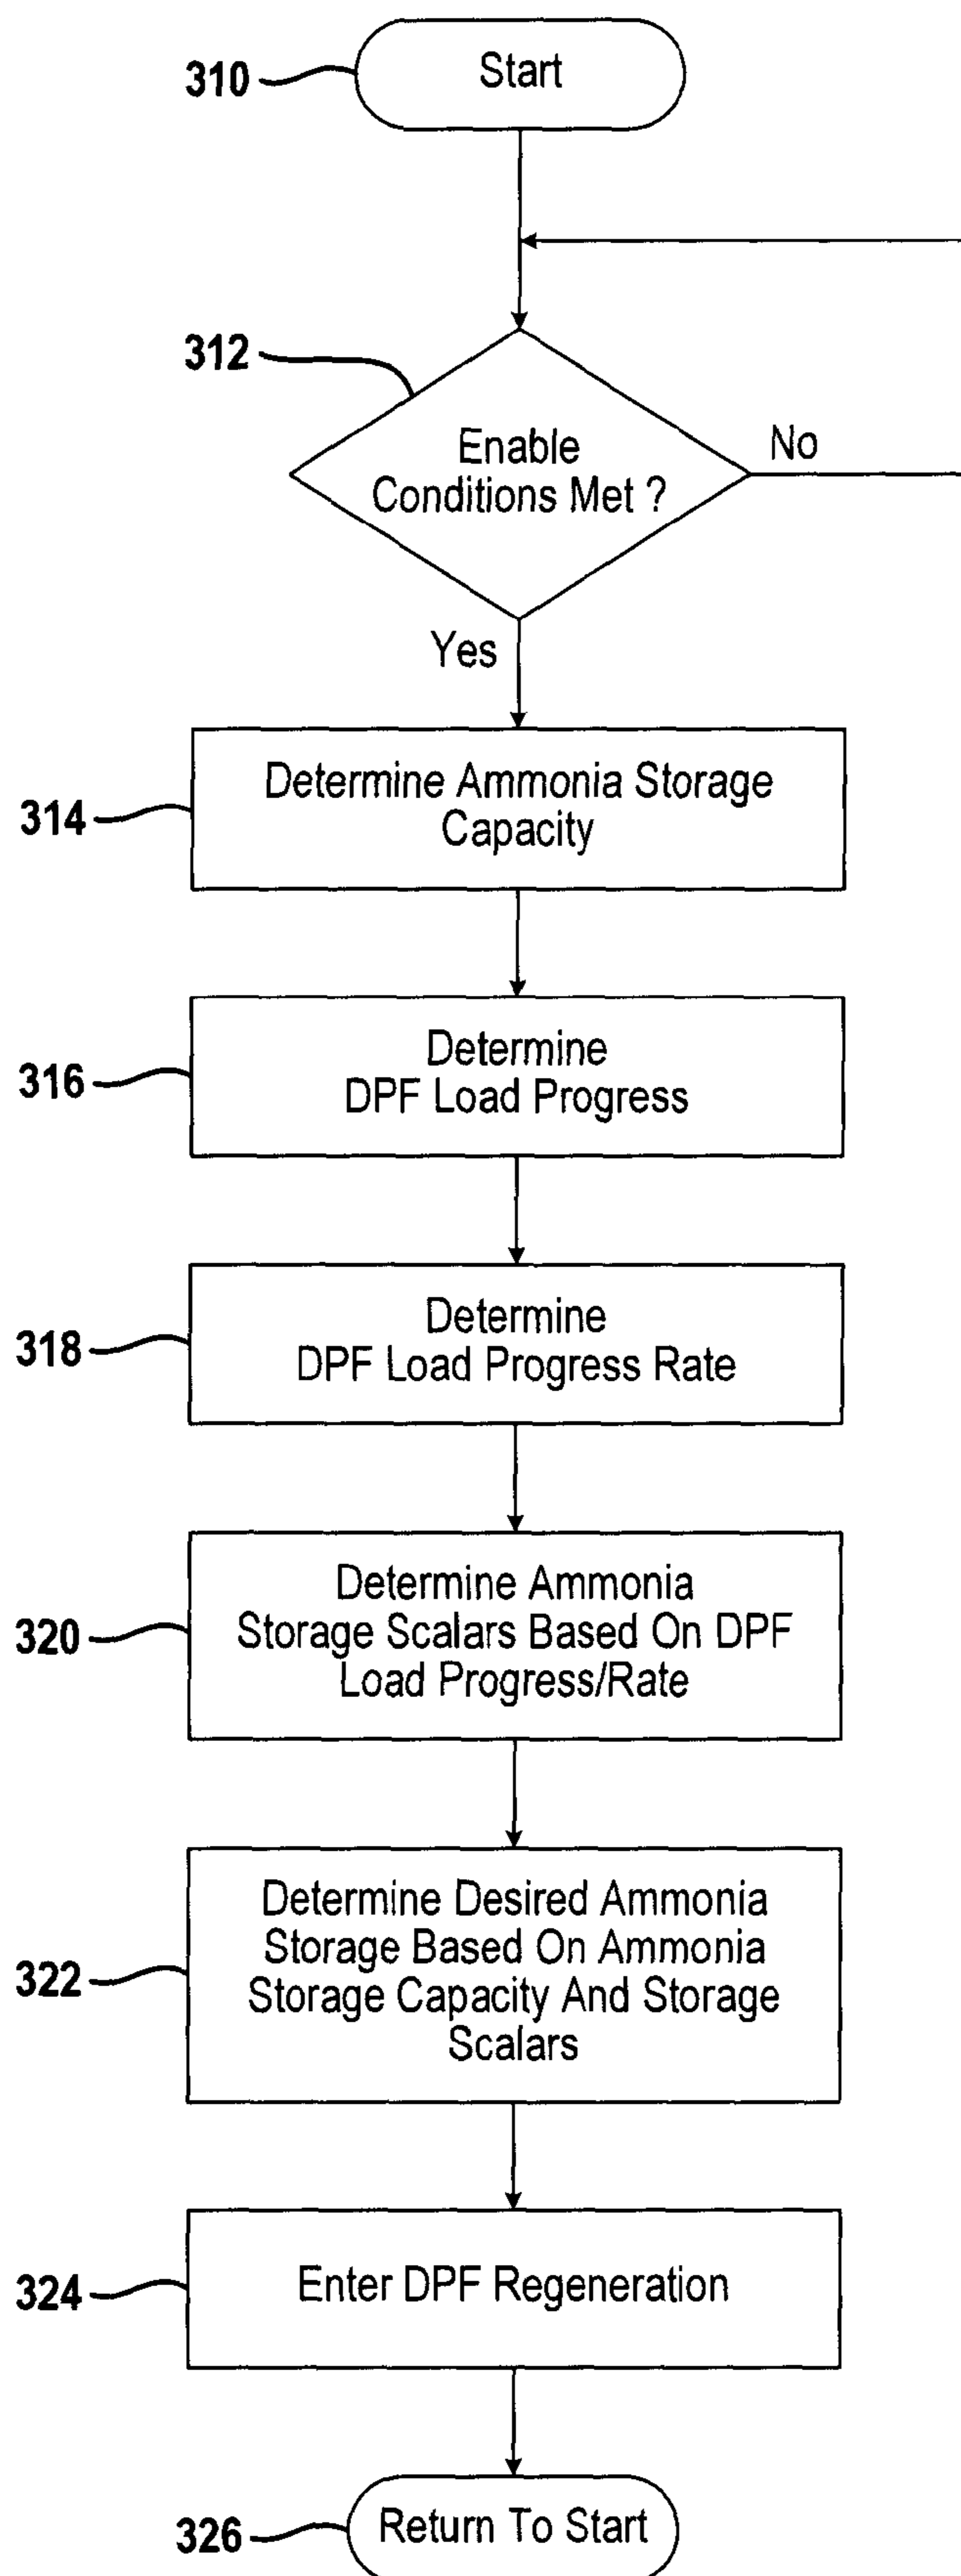 310
Start
312
Enable
Conditions Met ?
No
Yes
314
Determine Ammonia Storage
Capacity
316
Determine
DPF Load Progress
318
Determine
DPF Load Progress Rate
320
Determine Ammonia
Storage Scalars Based On DPF
Load Progress/Rate
322
Determine Desired Ammonia
Storage Based On Ammonia
Storage Capacity And Storage
Scalars
324
Enter DPF Regeneration
326
Return To Start